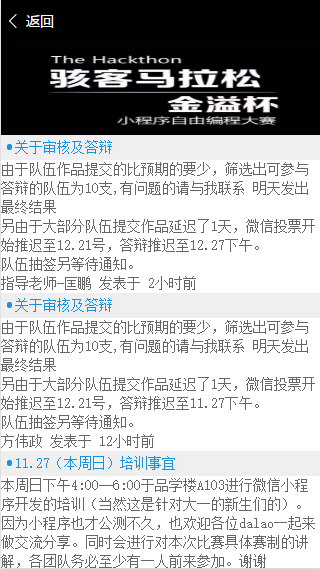 返回
The Hackthon
骇客马拉松
金溢杯
小程序自由编程大赛
•关于审核及答辩
由于队伍作品提交的比预期的要少，筛选出可参与
答辩的队伍为10支,有问题的请与我联系 明天发出
最终结果
另由于大部分队伍提交作品延迟了1天，微信投票开
始推迟至12.21号，答辩推迟至12.27下午。
队伍抽签另等待通知。
指导老师-匡鹏 发表于 2小时前
•关于审核及答辩
由于队伍作品提交的比预期的要少，筛选出可参与
答辩的队伍为10支,有问题的请与我联系 明天发出
最终结果
另由于大部分队伍提交作品延迟了1天，微信投票开
始推迟至12.21号，答辩推迟至11.27下午。
队伍抽签另等待通知。
方伟政 发表于 12小时前
•11.27（本周日）培训事宜
本周日下午4:00—6:00于品学楼A103进行微信小程
序开发的培训（当然这是针对大一的新生们的）。
因为小程序也才公测不久，也欢迎各位dalao一起来
做交流分享。同时会进行对本次比赛具体赛制的讲
解，各团队务必至少有一人前来参加。谢谢